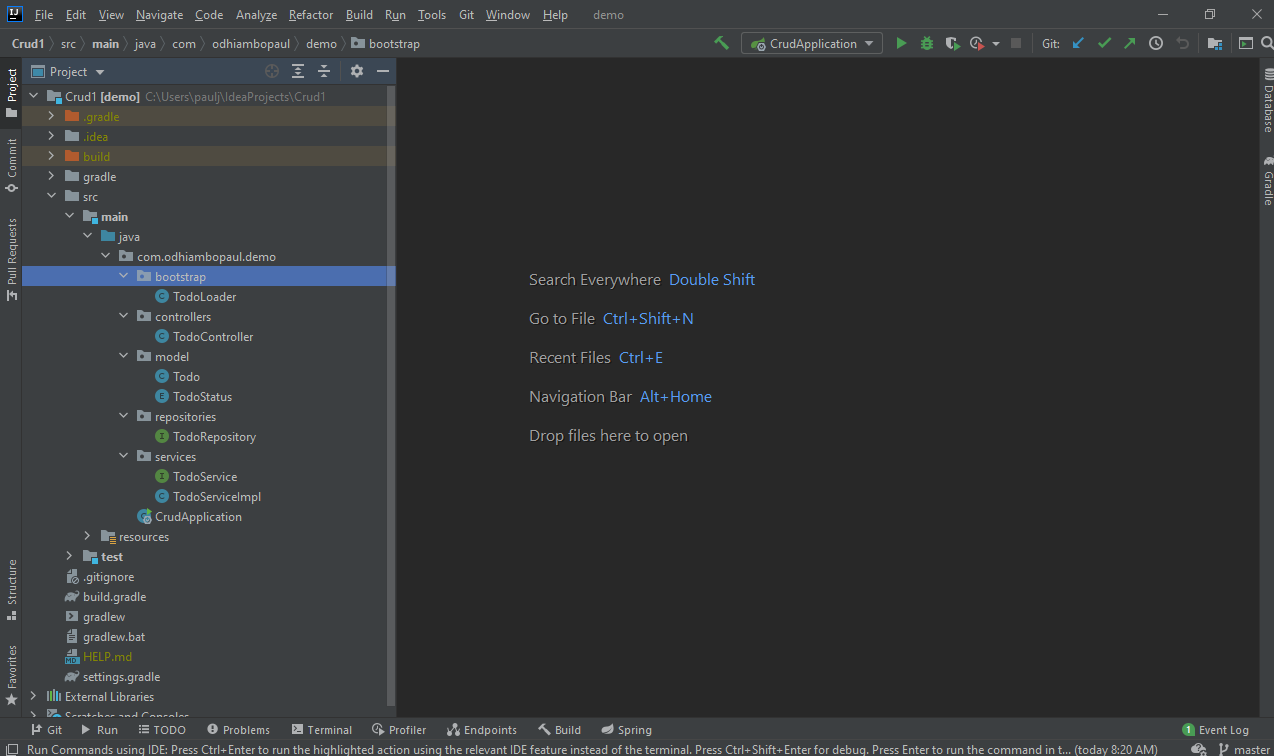 File Edit View Navigate Code Analyze Refactor Build Run Tools Git Window Help demo
Crud1 src main java com odhiambopaul demo bootstrap CrudApplication Git:
Project
Crud1 [demo] C:\Users\paulj\IdeaProjects\Crud1
.gradle
.idea
build
gradle
src
main
java
com.odhiambopaul.demo
bootstrap
TodoLoader
controllers
TodoController
model
Todo
TodoStatus
repositories
TodoRepository
services
TodoService
TodoServiceImpl
CrudApplication
resources
test
.gitignore
build.gradle
gradlew
gradlew.bat
HELP.md
settings.gradle
External Libraries
Scratches and Consoles
Project
Commit
Pull Requests
Structure
Favorites
Search Everywhere Double Shift
Go to File Ctrl+Shift+N
Recent Files Ctrl+E
Navigation Bar Alt+Home
Drop files here to open
Database
Gradle
Git Run TODO Problems Terminal Profiler Endpoints Build Spring 1 Event Log
Run Commands using IDE: Press Ctrl+Enter to run the highlighted action using the relevant IDE feature instead of the terminal. Press Ctrl+Shift+Enter for debug. Press Enter to run the command in t... (today 8:20 AM) master